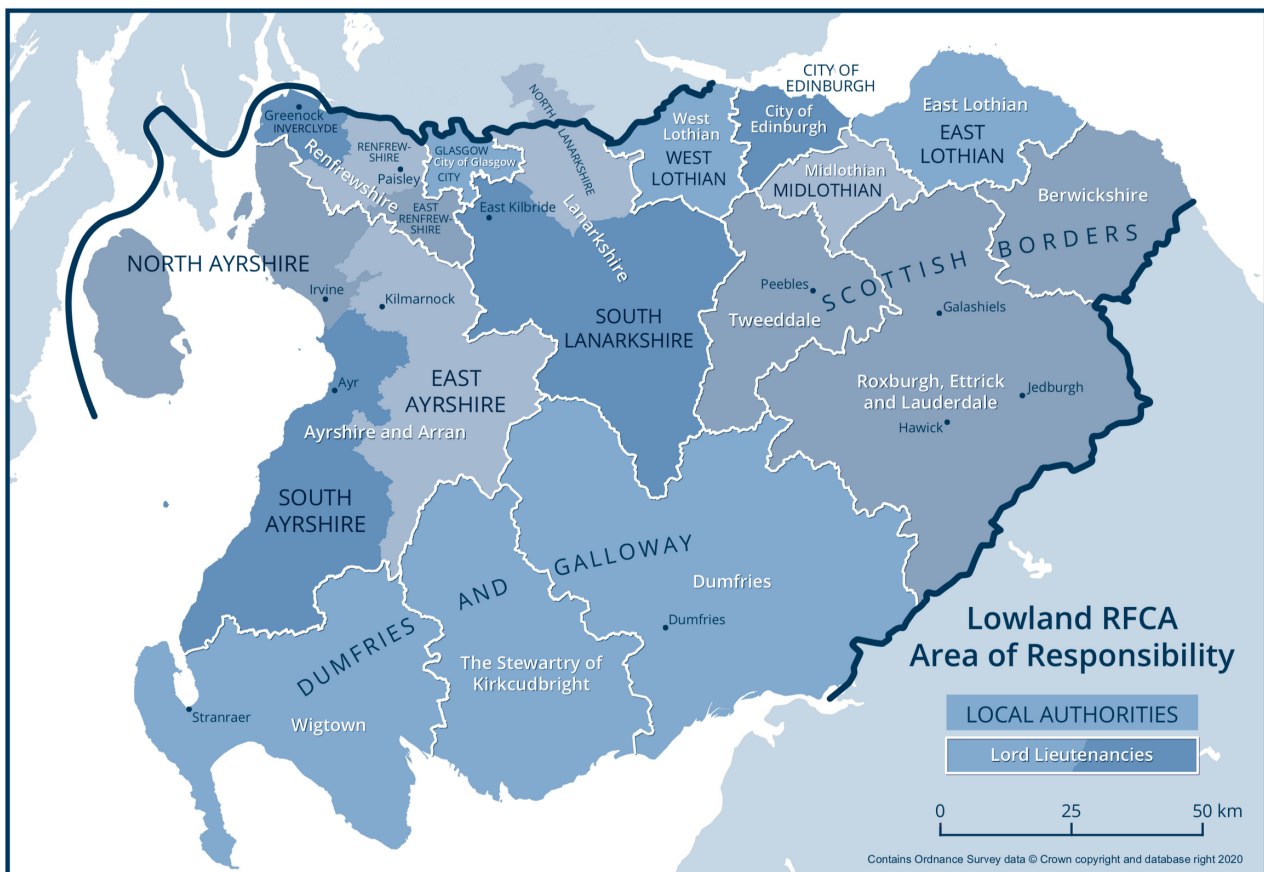 CITY OF
EDINBURGH
East Lothian
EAST
LOTHIAN
City of
Edinburgh
West
Lothian
WEST
LOTHIAN
Midlothian
MIDLOTHIAN
Berwickshire
Greenock
INVERCLYDE
RENFREW-
SHIRE
Paisley
Renfrewshire
GLASGOW
City of Glasgow
CITY
NORTH LANARKSHIRE
EAST
RENFREW-
SHIRE
East Kilbride
Lanarkshire
NORTH AYRSHIRE
Irvine
Kilmarnock
SOUTH
LANARKSHIRE
Peebles
Tweeddale
SCOTTISH BORDERS
Galashiels
Roxburgh, Ettrick
and Lauderdale
Jedburgh
Hawick
Ayr
EAST
AYRSHIRE
Ayrshire and Arran
SOUTH
AYRSHIRE
DUMFRIES AND GALLOWAY
Dumfries
Dumfries
The Stewartry of
Kirkcudbright
Stranraer
Wigtown
Lowland RFCA
Area of Responsibility
LOCAL AUTHORITIES
Lord Lieutenancies
0 25 50 km
Contains Ordnance Survey data © Crown copyright and database right 2020